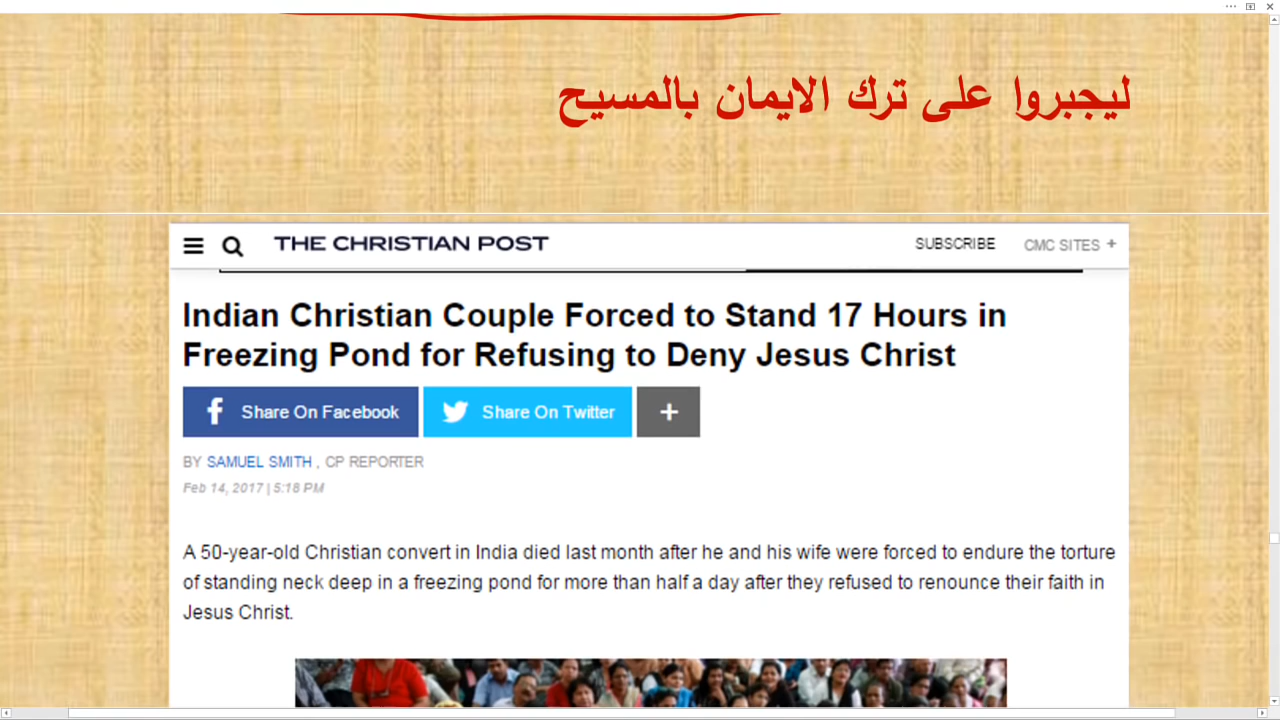 ليجبروا على ترك الايمان بالمسيح
THE CHRISTIAN POST SUBSCRIBE CMC SITES +
Indian Christian Couple Forced to Stand 17 Hours in
Freezing Pond for Refusing to Deny Jesus Christ
Share On Facebook Share On Twitter +
BY SAMUEL SMITH , CP REPORTER
Feb 14, 2017 | 5:18 PM
A 50-year-old Christian convert in India died last month after he and his wife were forced to endure the torture
of standing neck deep in a freezing pond for more than half a day after they refused to renounce their faith in
Jesus Christ.